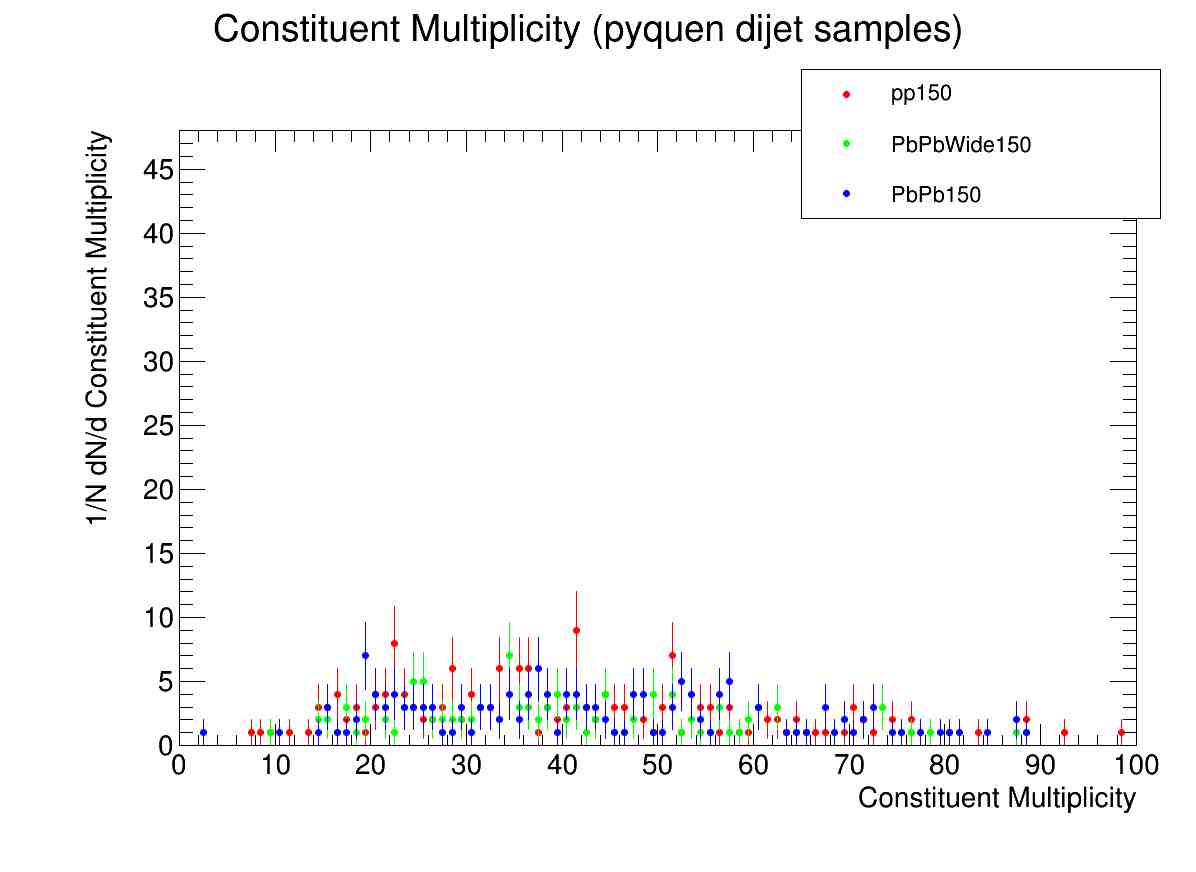 Constituent Multiplicity (pyquen dijet samples)
pp150
PbPbWide150
PbPb150
1/N dN/d Constituent Multiplicity
45
40
35
30
25
20
15
10
5
0
0 10 20 30 40 50 60 70 80 90 100
Constituent Multiplicity